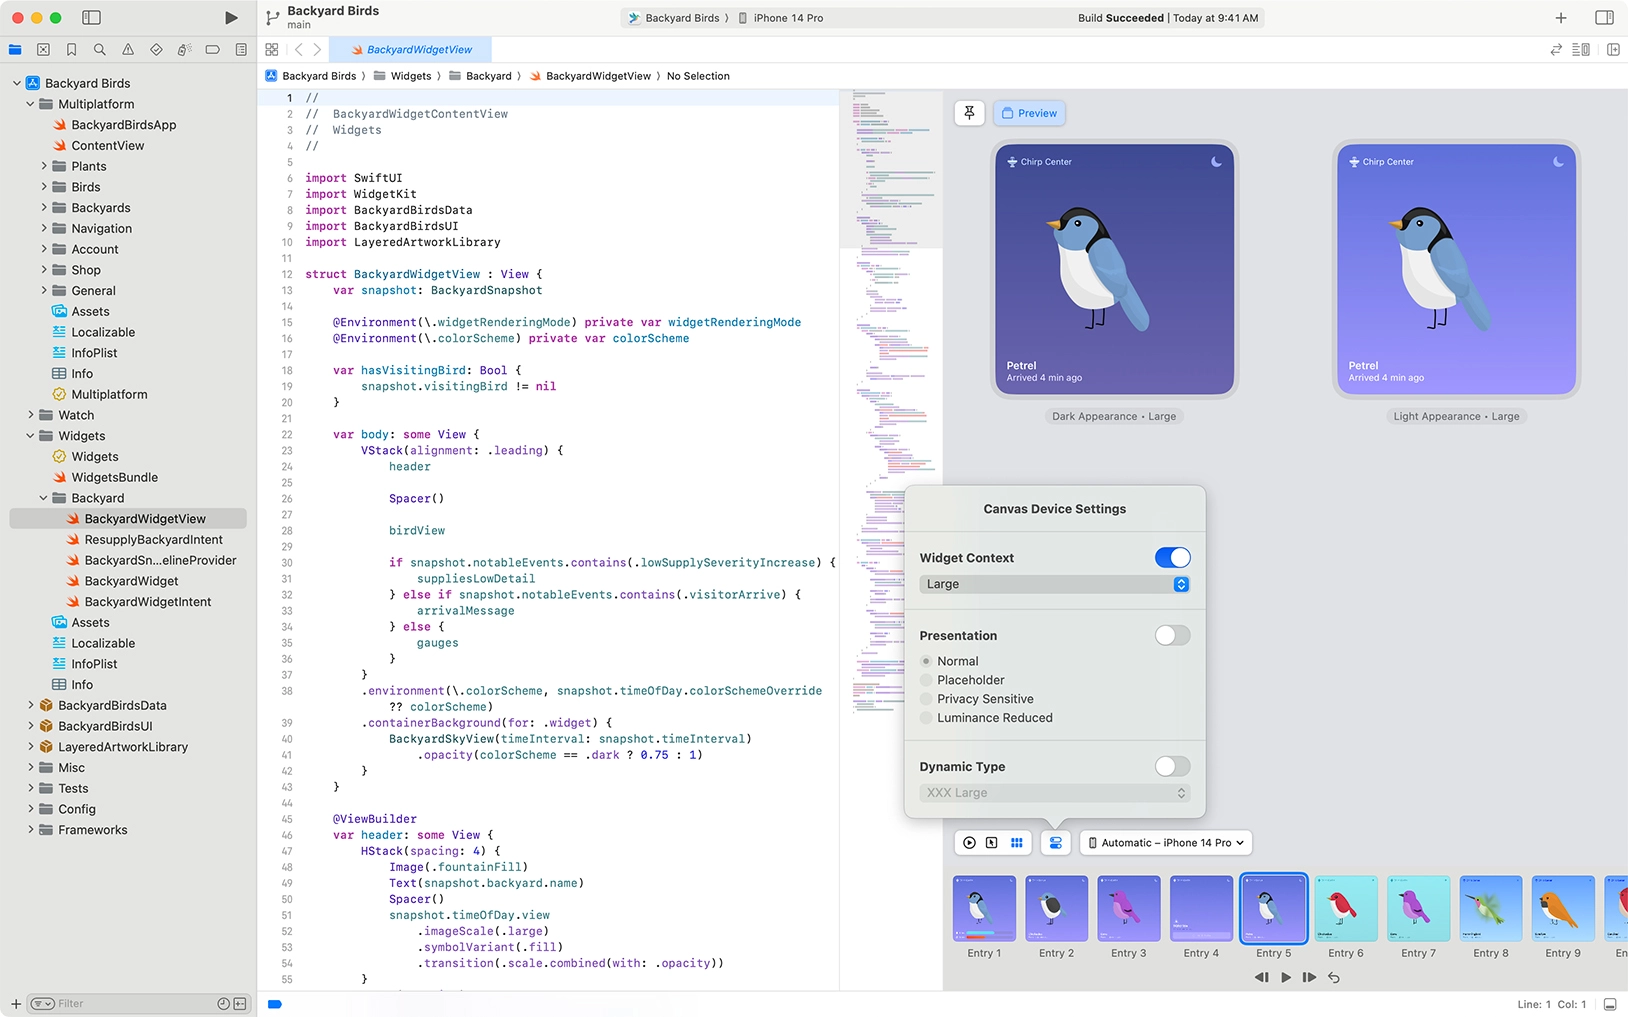 Backyard Birds
main
Backyard Birds 〉 iPhone 14 Pro
Build Succeeded | Today at 9:41 AM
BackyardWidgetView
Backyard Birds 〉 Widgets 〉 Backyard 〉 BackyardWidgetView 〉 No Selection
Backyard Birds
Multiplatform
BackyardBirdsApp
ContentView
Plants
Birds
Backyards
Navigation
Account
Shop
General
Assets
Localizable
InfoPlist
Info
Multiplatform
Watch
Widgets
Widgets
WidgetsBundle
Backyard
BackyardWidgetView
ResupplyBackyardIntent
BackyardSn...elineProvider
BackyardWidget
BackyardWidgetIntent
Assets
Localizable
InfoPlist
Info
BackyardBirdsData
BackyardBirdsUI
LayeredArtworkLibrary
Misc
Tests
Config
Frameworks
Filter
1 //
2 //  BackyardWidgetContentView
3 //  Widgets
4 //
5
6 import SwiftUI
7 import WidgetKit
8 import BackyardBirdsData
9 import BackyardBirdsUI
10 import LayeredArtworkLibrary
11
12 struct BackyardWidgetView : View {
13     var snapshot: BackyardSnapshot
14
15     @Environment(\.widgetRenderingMode) private var widgetRenderingMode
16     @Environment(\.colorScheme) private var colorScheme
17
18     var hasVisitingBird: Bool {
19         snapshot.visitingBird != nil
20     }
21
22     var body: some View {
23         VStack(alignment: .leading) {
24             header
25
26             Spacer()
27
28             birdView
29
30             if snapshot.notableEvents.contains(.lowSupplySeverityIncrease) {
31                 suppliesLowDetail
32             } else if snapshot.notableEvents.contains(.visitorArrive) {
33                 arrivalMessage
34             } else {
35                 gauges
36             }
37         }
38         .environment(\.colorScheme, snapshot.timeOfDay.colorSchemeOverride
?? colorScheme)
39         .containerBackground(for: .widget) {
40             BackyardSkyView(timeInterval: snapshot.timeInterval)
41                 .opacity(colorScheme == .dark ? 0.75 : 1)
42         }
43     }
44
45     @ViewBuilder
46     var header: some View {
47         HStack(spacing: 4) {
48             Image(.fountainFill)
49             Text(snapshot.backyard.name)
50             Spacer()
51             snapshot.timeOfDay.view
52                 .imageScale(.large)
53                 .symbolVariant(.fill)
54                 .transition(.scale.combined(with: .opacity))
55         }
Preview
Chirp Center
Petrel
Arrived 4 min ago
Dark Appearance • Large
Chirp Center
Petrel
Arrived 4 min ago
Light Appearance • Large
Canvas Device Settings
Widget Context
Large
Presentation
Normal
Placeholder
Privacy Sensitive
Luminance Reduced
Dynamic Type
XXX Large
Automatic – iPhone 14 Pro
Entry 1
Entry 2
Entry 3
Entry 4
Entry 5
Entry 6
Entry 7
Entry 8
Entry 9
En
Line: 1 Col: 1